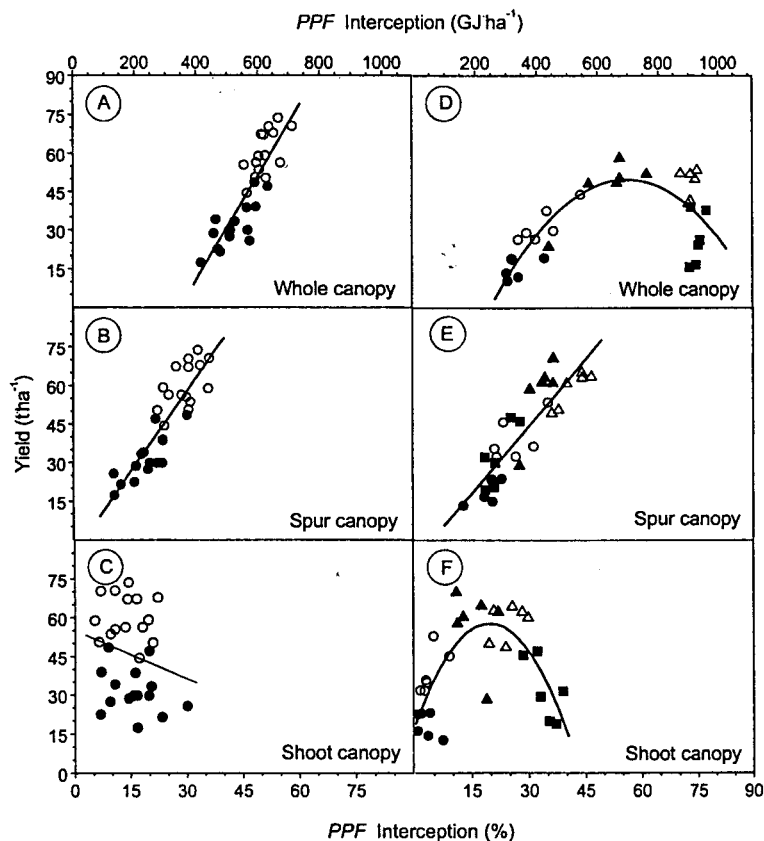 PPF Interception (GJ·ha⁻¹)
0 200 400 600 800 1000 200 400 600 800 1000
90
75
60
45
30
15
A
Whole canopy
D
Whole canopy
75
60
45
30
15
B
Spur canopy
E
Spur canopy
Yield (t·ha⁻¹)
75
60
45
30
15
0
C
Shoot canopy
F
Shoot canopy
0 15 30 45 60 75 15 30 45 60 75 90
PPF Interception (%)